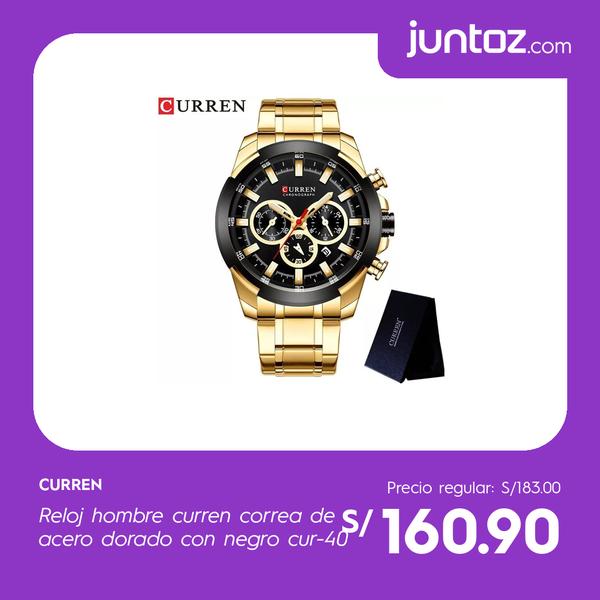 juntoz.com
CURREN
CURREN
CHRONOGRAPH
CURREN
CURREN
Precio regular: S/183.00
Reloj hombre curren correa de
acero dorado con negro cur-40
S/160.90